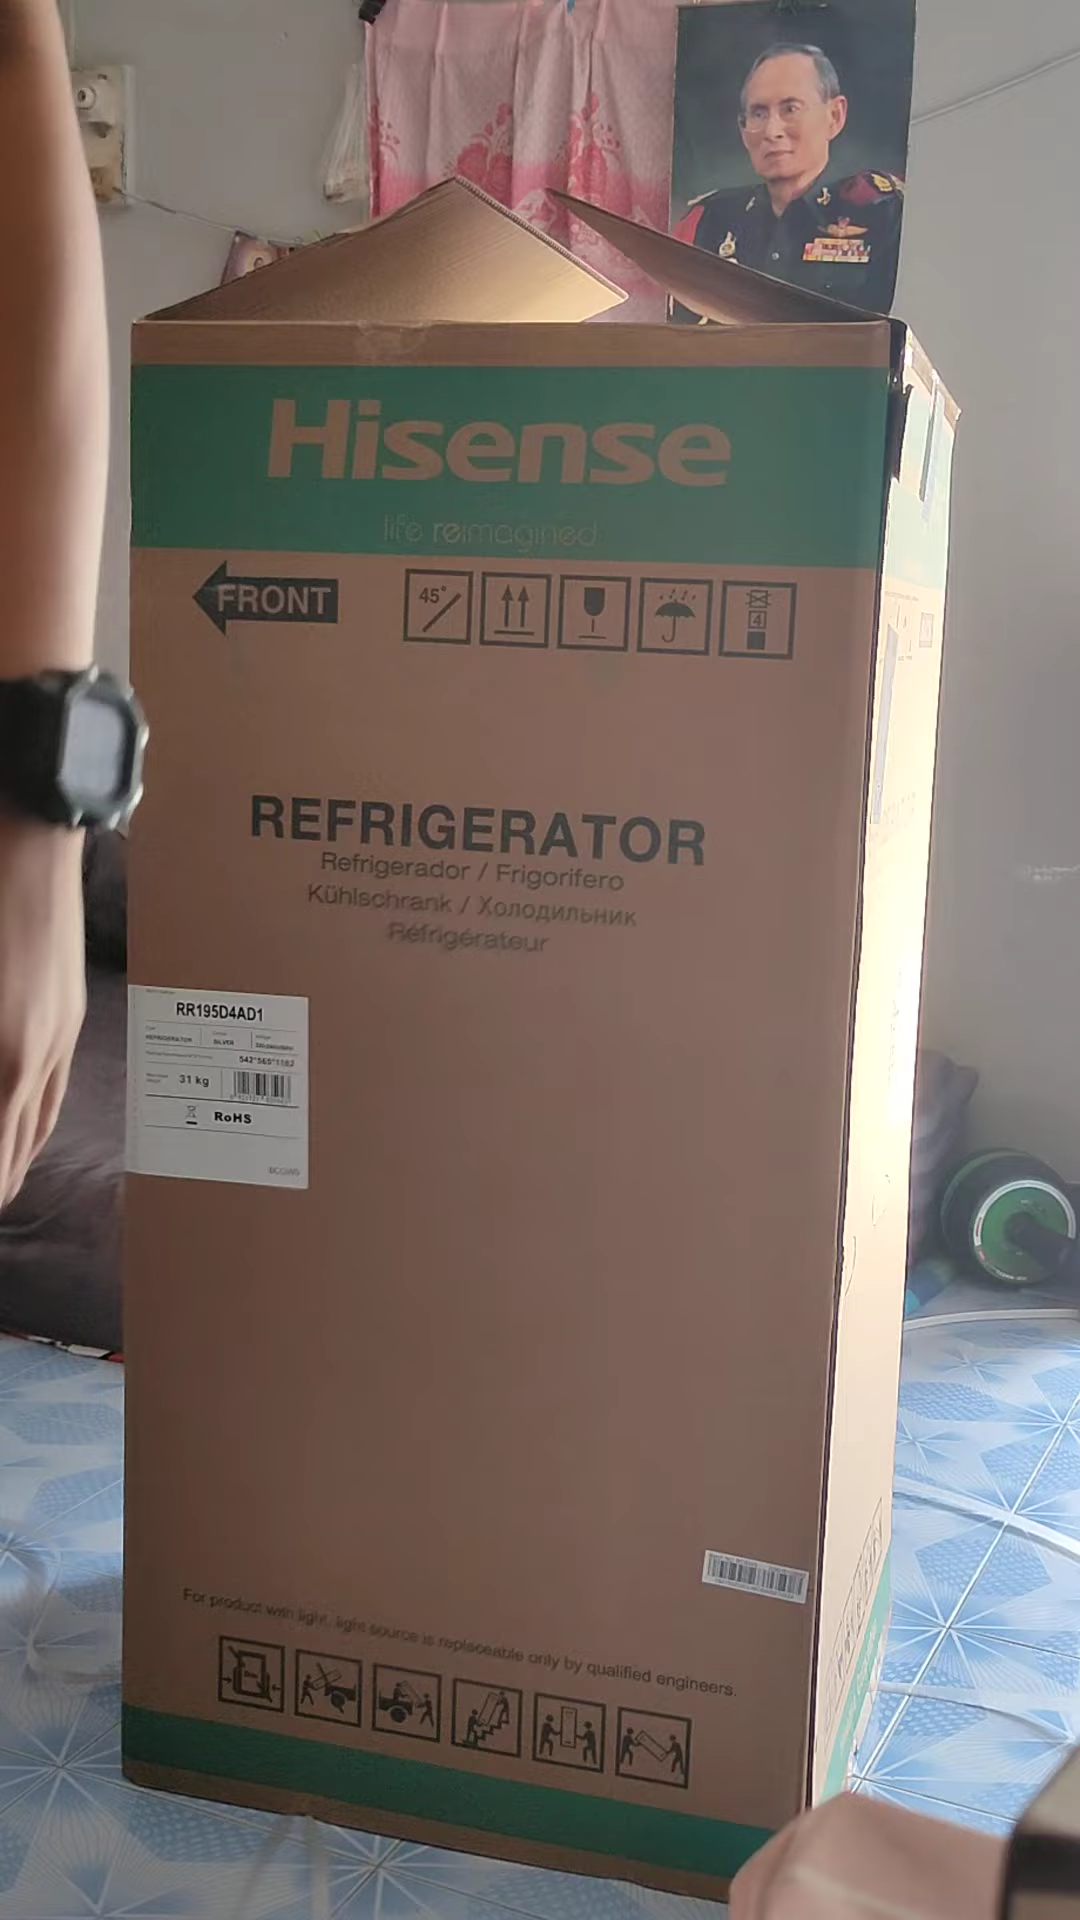 Hisense
life reimagined
FRONT
45°
4
REFRIGERATOR
Refrigerador / Frigorifero
Kühlschrank / Холодильник
Réfrigérateur
RR195D4AD1
REFRIGERATOR SILVER
542*565*1162
31 kg
RoHS
For product with light, light source is replaceable only by qualified engineers.